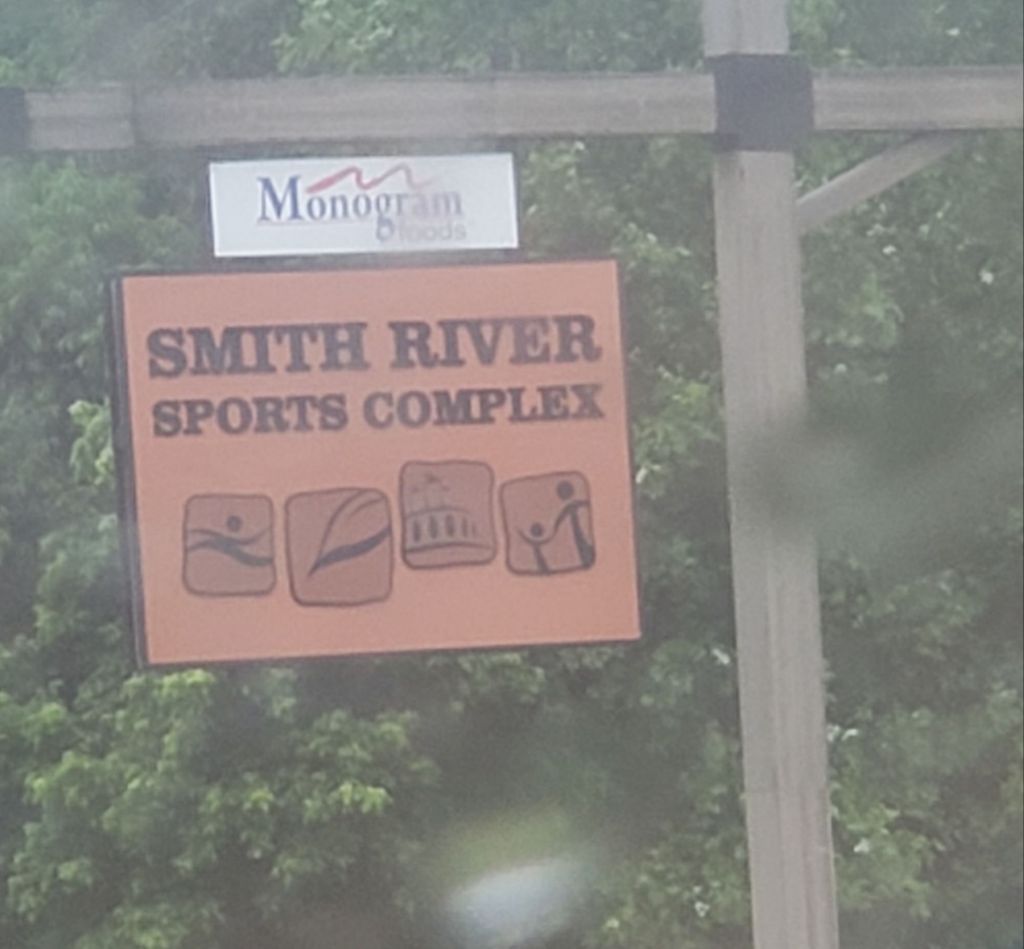 Monogram
foods
SMITH RIVER
SPORTS COMPLEX